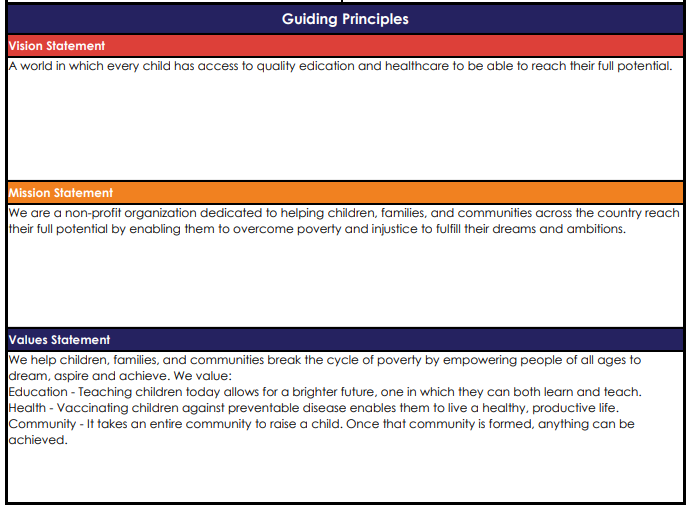 Guiding Principles
Vision Statement
A world in which every child has access to quality edication and healthcare to be able to reach their full potential.
Mission Statement
We are a non-profit organization dedicated to helping children, families, and communities across the country reach
their full potential by enabling them to overcome poverty and injustice to fulfill their dreams and ambitions.
Values Statement
We help children, families, and communities break the cycle of poverty by empowering people of all ages to
dream, aspire and achieve. We value:
Education - Teaching children today allows for a brighter future, one in which they can both learn and teach.
Health - Vaccinating children against preventable disease enables them to live a healthy, productive life.
Community - It takes an entire community to raise a child. Once that community is formed, anything can be
achieved.